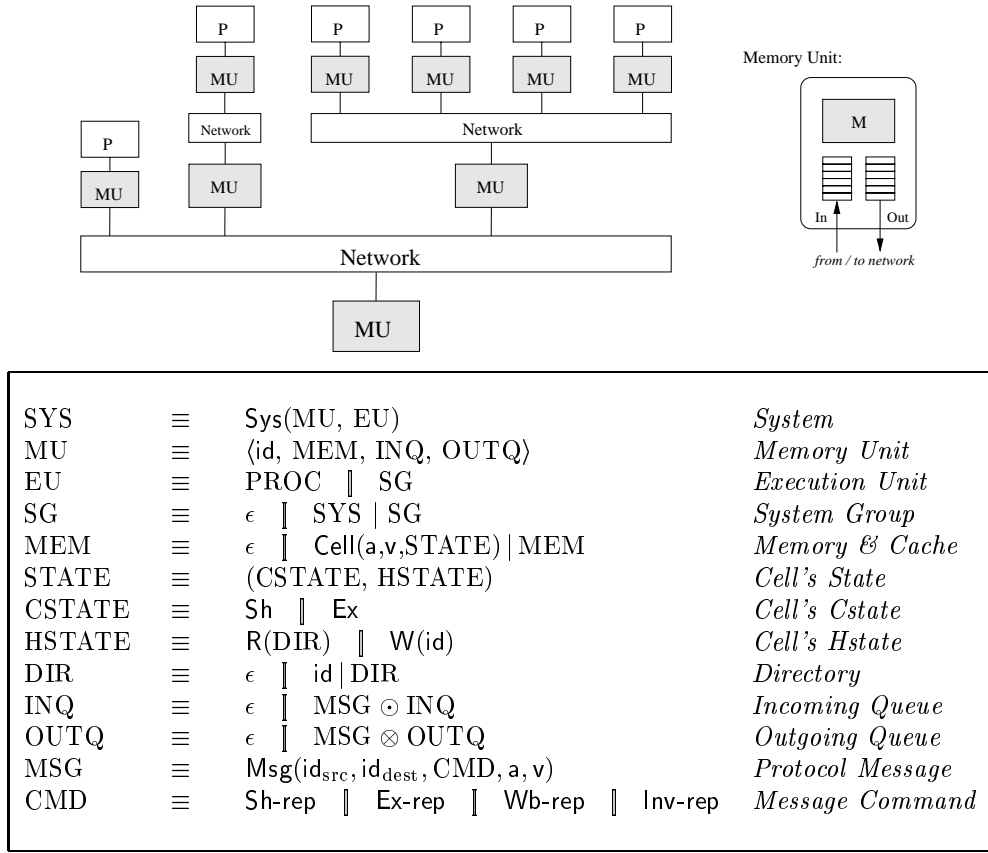 P P P P P
MU MU MU MU MU
Memory Unit:
M
Network Network
P
MU MU MU
In Out
Network
from / to network
MU
SYS ≡ Sys(MU, EU) System
MU ≡ ⟨id, MEM, INQ, OUTQ⟩ Memory Unit
EU ≡ PROC ⫿ SG Execution Unit
SG ≡ ϵ ⫿ SYS | SG System Group
MEM ≡ ϵ ⫿ Cell(a,v,STATE) | MEM Memory & Cache
STATE ≡ (CSTATE, HSTATE) Cell's State
CSTATE ≡ Sh ⫿ Ex Cell's Cstate
HSTATE ≡ R(DIR) ⫿ W(id) Cell's Hstate
DIR ≡ ϵ ⫿ id | DIR Directory
INQ ≡ ϵ ⫿ MSG ⊙ INQ Incoming Queue
OUTQ ≡ ϵ ⫿ MSG ⊗ OUTQ Outgoing Queue
MSG ≡ Msg(id_src, id_dest, CMD, a, v) Protocol Message
CMD ≡ Sh-rep ⫿ Ex-rep ⫿ Wb-rep ⫿ Inv-rep Message Command